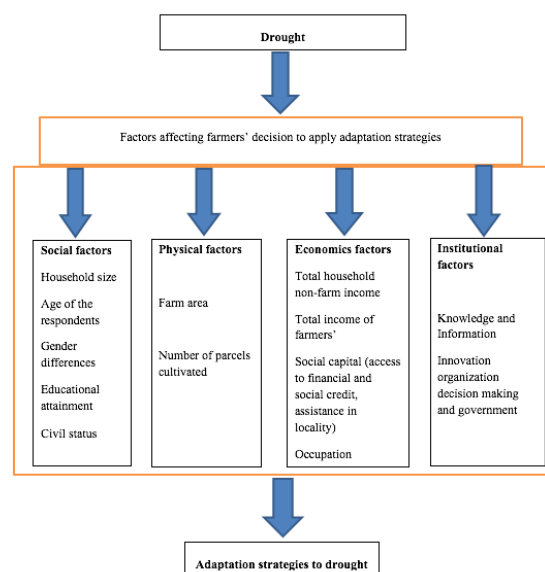 Drought
Factors affecting farmers' decision to apply adaptation strategies
Social factors
Household size
Age of the
respondents
Gender
differences
Educational
attainment
Civil status
Physical factors
Farm area
Number of parcels
cultivated
Economics factors
Total household
non-farm income
Total income of
farmers'
Social capital (access
to financial and
social credit,
assistance in
locality)
Occupation
Institutional
factors
Knowledge and
Information
Innovation
organization
decision making
and government
Adaptation strategies to drought